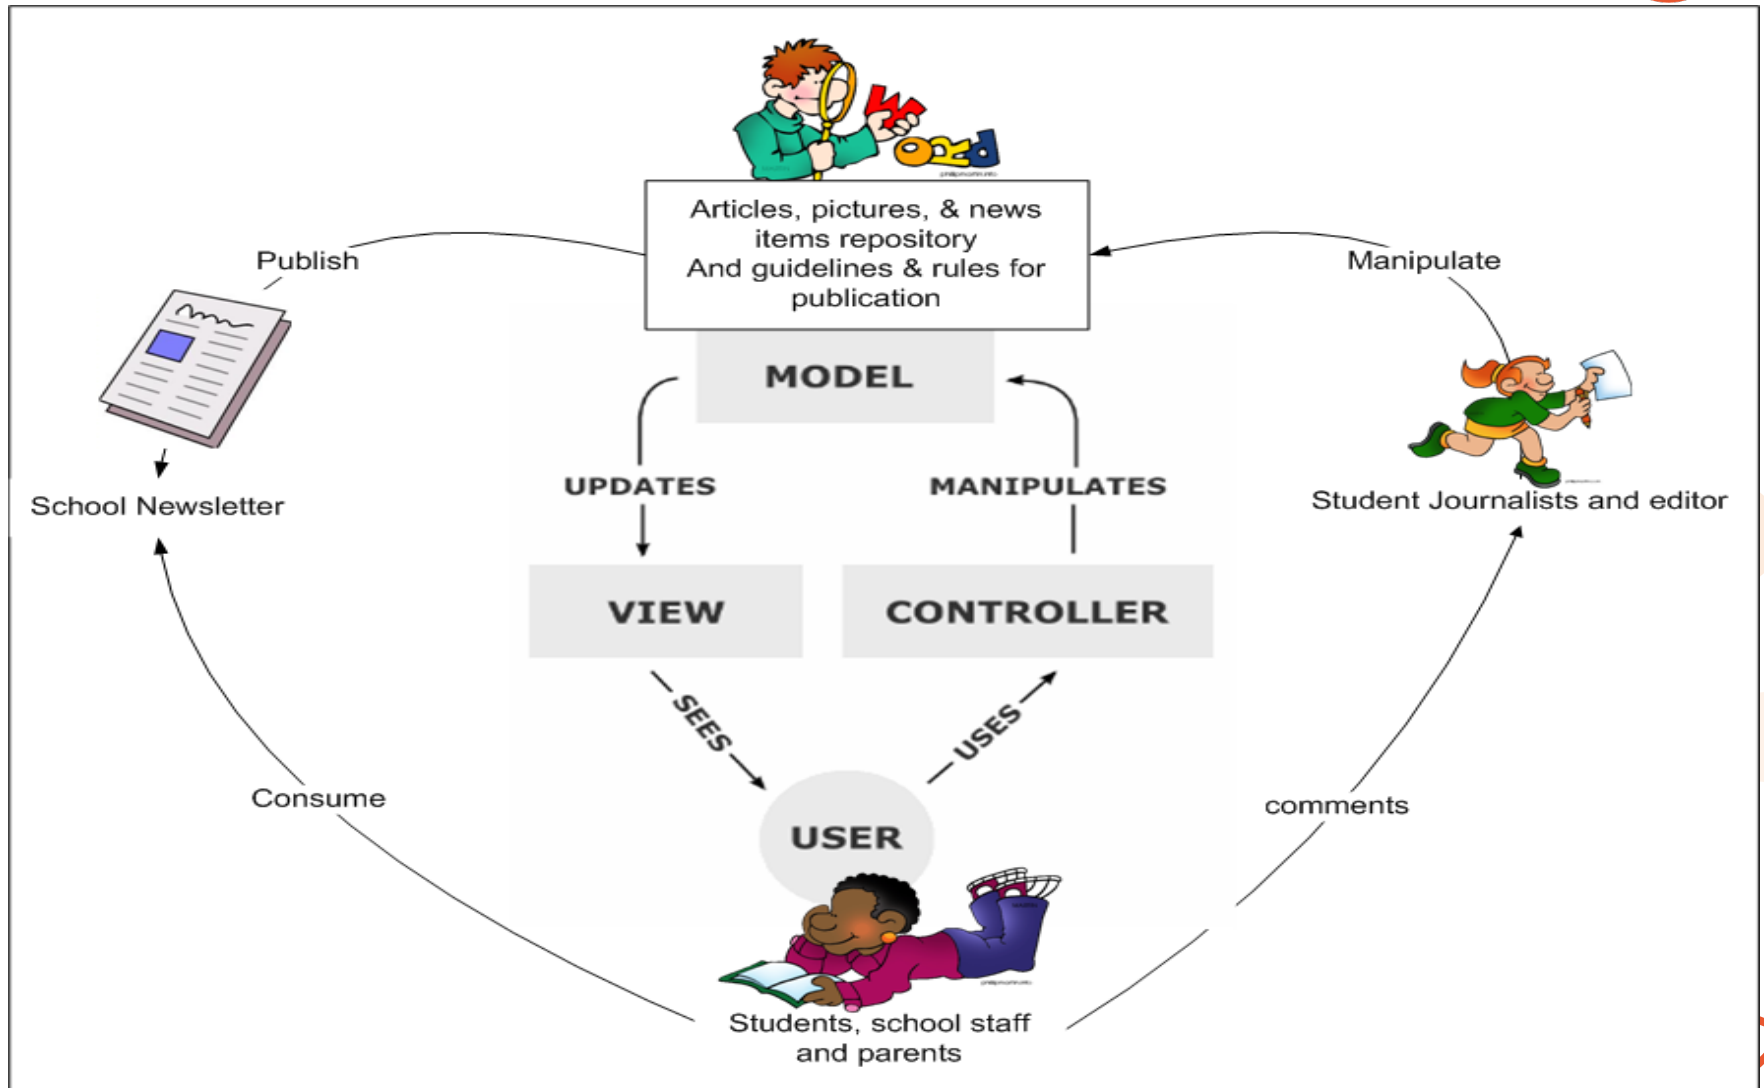 W
ORD
Articles, pictures, & news
items repository
And guidelines & rules for
publication
Publish
Manipulate
MODEL
UPDATES
MANIPULATES
School Newsletter
Student Journalists and editor
VIEW
CONTROLLER
SEES
USES
Consume
comments
USER
Students, school staff
and parents